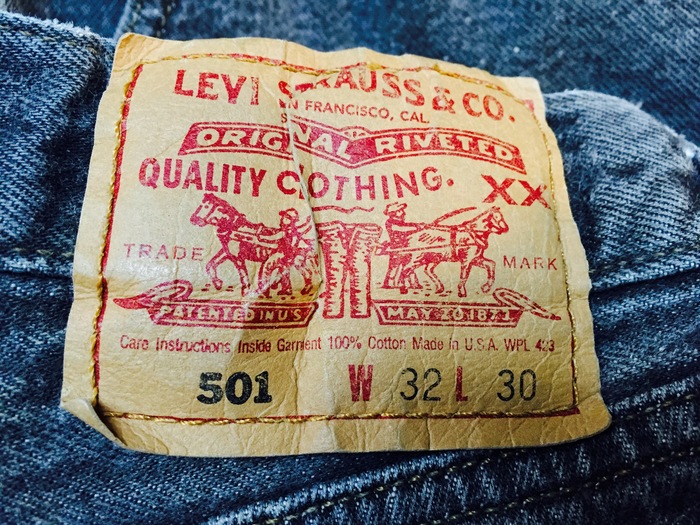 LEVI STRAUSS & CO.
SAN FRANCISCO, CAL.
ORIGINAL RIVETED
QUALITY CLOTHING. XX
TRADE MARK
PATENTED IN U.S. MAY 20, 1871
Care Instructions Inside Garment 100% Cotton Made in U.S.A. WPL 423
501 W 32 L 30